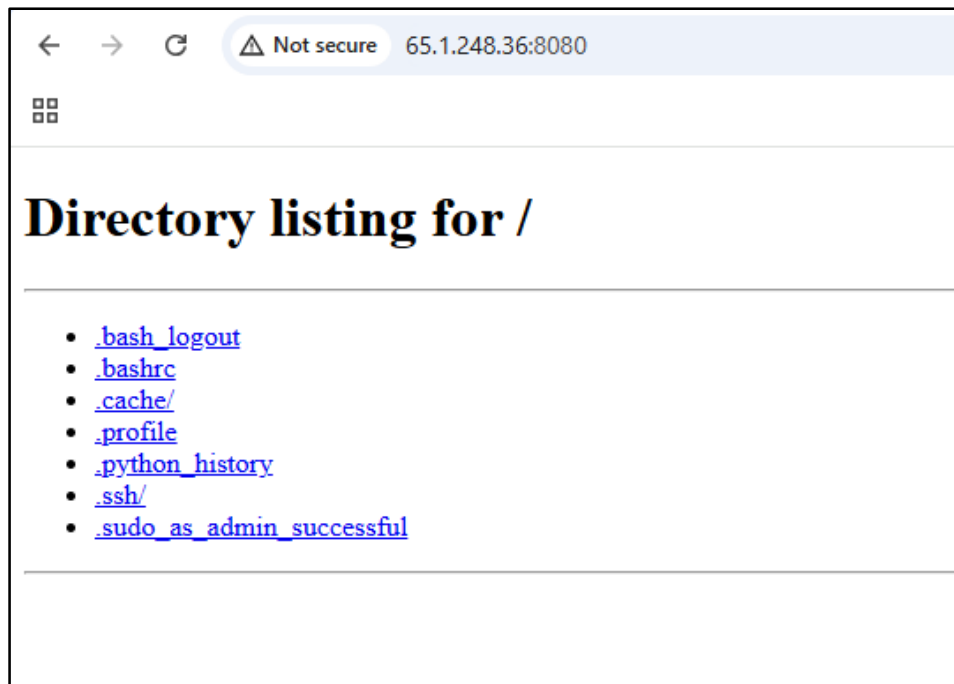 Not secure 65.1.248.36:8080
Directory listing for /
.bash_logout
.bashrc
.cache/
.profile
.python_history
.ssh/
.sudo_as_admin_successful